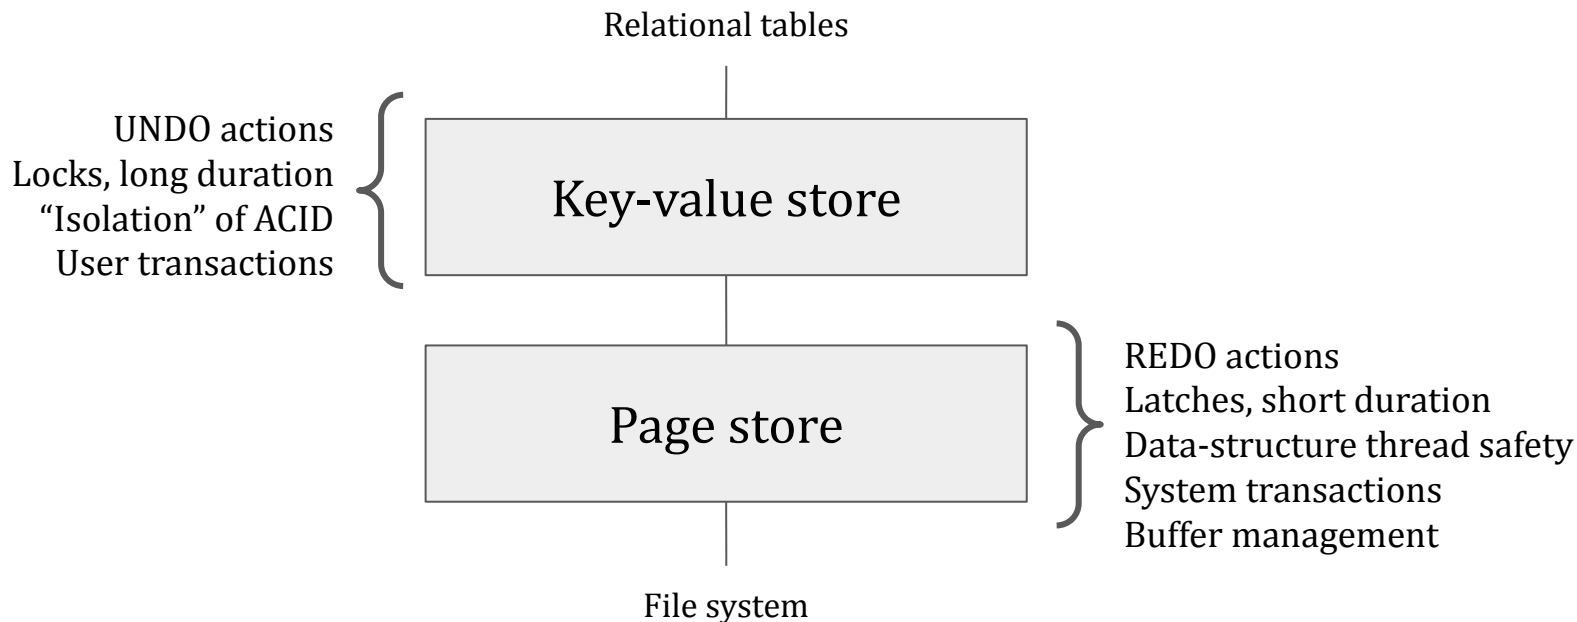 Relational tables
UNDO actions
Locks, long duration
“Isolation” of ACID
User transactions
Key-value store
Page store
REDO actions
Latches, short duration
Data-structure thread safety
System transactions
Buffer management
File system